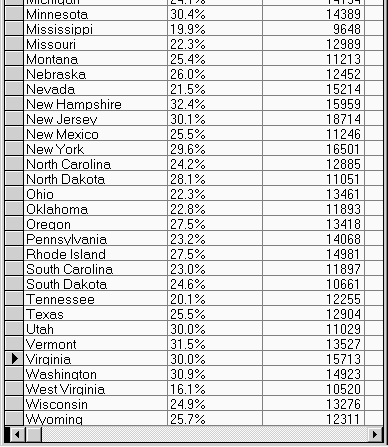 Michigan 24.1% 14154
Minnesota 30.4% 14389
Mississippi 19.9% 9648
Missouri 22.3% 12989
Montana 25.4% 11213
Nebraska 26.0% 12452
Nevada 21.5% 15214
New Hampshire 32.4% 15959
New Jersey 30.1% 18714
New Mexico 25.5% 11246
New York 29.6% 16501
North Carolina 24.2% 12885
North Dakota 28.1% 11051
Ohio 22.3% 13461
Oklahoma 22.8% 11893
Oregon 27.5% 13418
Pennsylvania 23.2% 14068
Rhode Island 27.5% 14981
South Carolina 23.0% 11897
South Dakota 24.6% 10661
Tennessee 20.1% 12255
Texas 25.5% 12904
Utah 30.0% 11029
Vermont 31.5% 13527
Virginia 30.0% 15713
Washington 30.9% 14923
West Virginia 16.1% 10520
Wisconsin 24.9% 13276
Wyoming 25.7% 12311